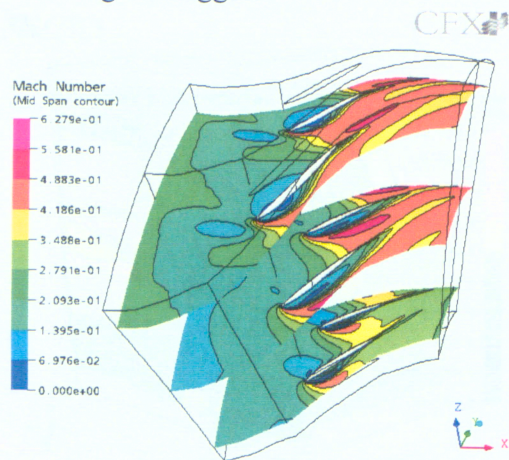 CFX
Mach Number
(Mid Span contour)
6.279e-01
5.581e-01
4.883e-01
4.186e-01
3.488e-01
2.791e-01
2.093e-01
1.395e-01
6.976e-02
0.000e+00
Z
X